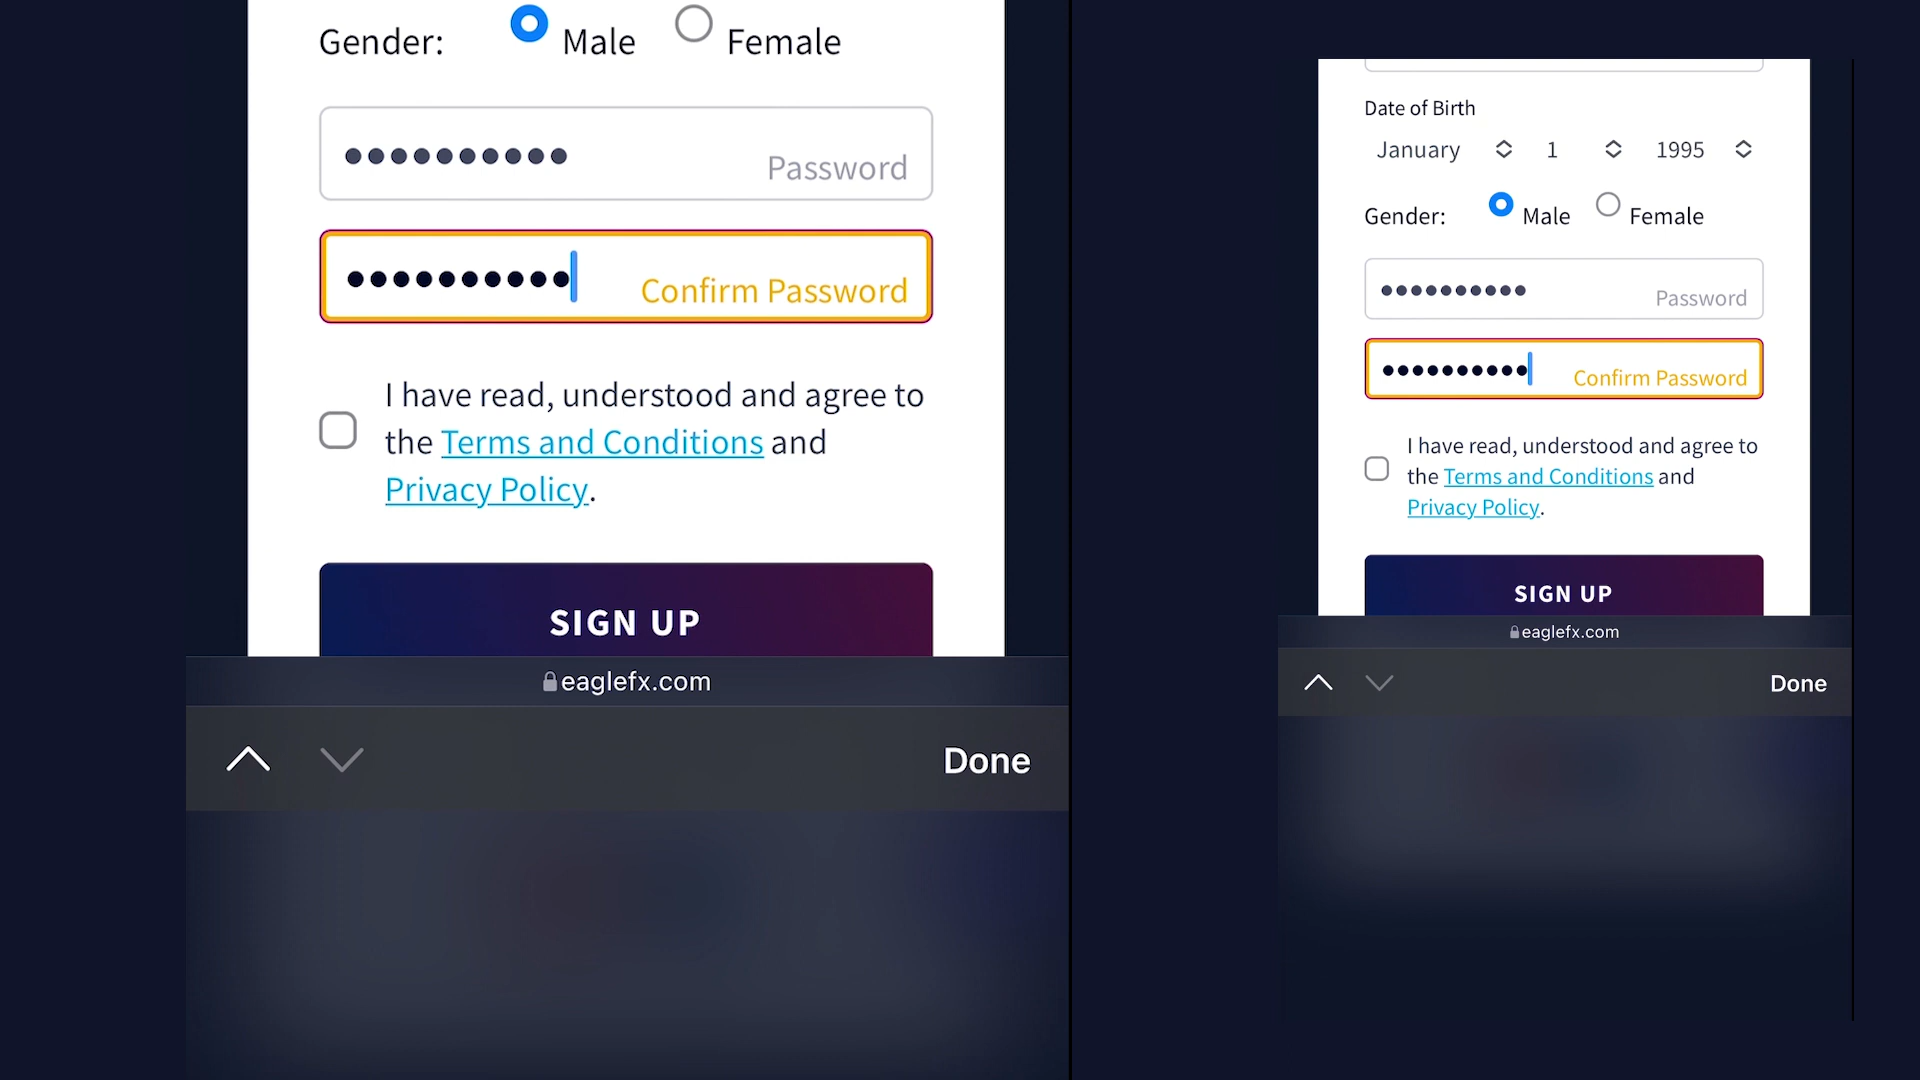 Gender: Male Female
●●●●●●●●●● Password
●●●●●●●●●● Confirm Password
I have read, understood and agree to
the Terms and Conditions and
Privacy Policy.
SIGN UP
eaglefx.com
Done
Date of Birth
January 1 1995
Gender: Male Female
●●●●●●●●●● Password
●●●●●●●●●● Confirm Password
I have read, understood and agree to
the Terms and Conditions and
Privacy Policy.
SIGN UP
eaglefx.com
Done